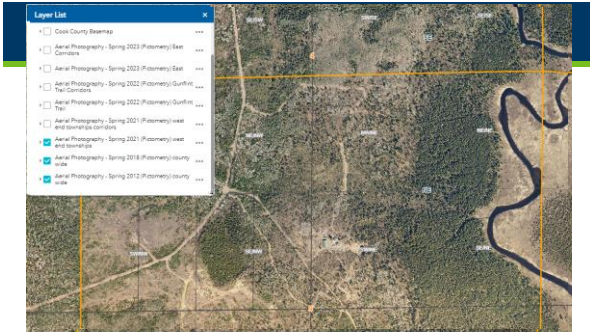 Layer List
×
Cook County Basemap
Aerial Photography - Spring 2023 (Pictometry) East
Corridors
Aerial Photography - Spring 2023 (Pictometry) East
Aerial Photography - Spring 2022 (Pictometry) Gunflint
Trail Corridors
Aerial Photography - Spring 2022 (Pictometry) Gunflint
Trail
Aerial Photography - Spring 2021 (Pictometry) west
end townships corridors
Aerial Photography - Spring 2021 (Pictometry) west
end townships
Aerial Photography - Spring 2018 (Pictometry) county
wide
Aerial Photography - Spring 2012 (Pictometry) county
wide